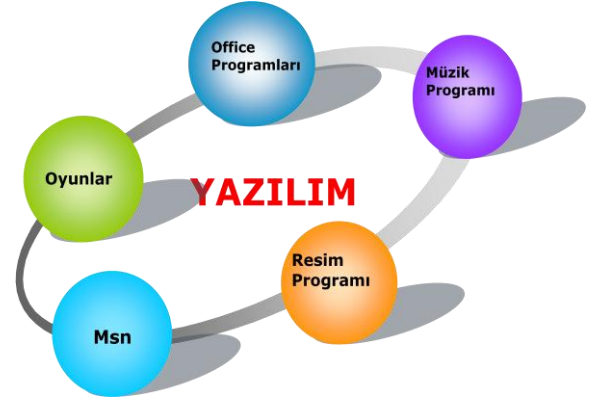 Office
Programları
Müzik
Programı
Oyunlar
YAZILIM
Resim
Programı
Msn